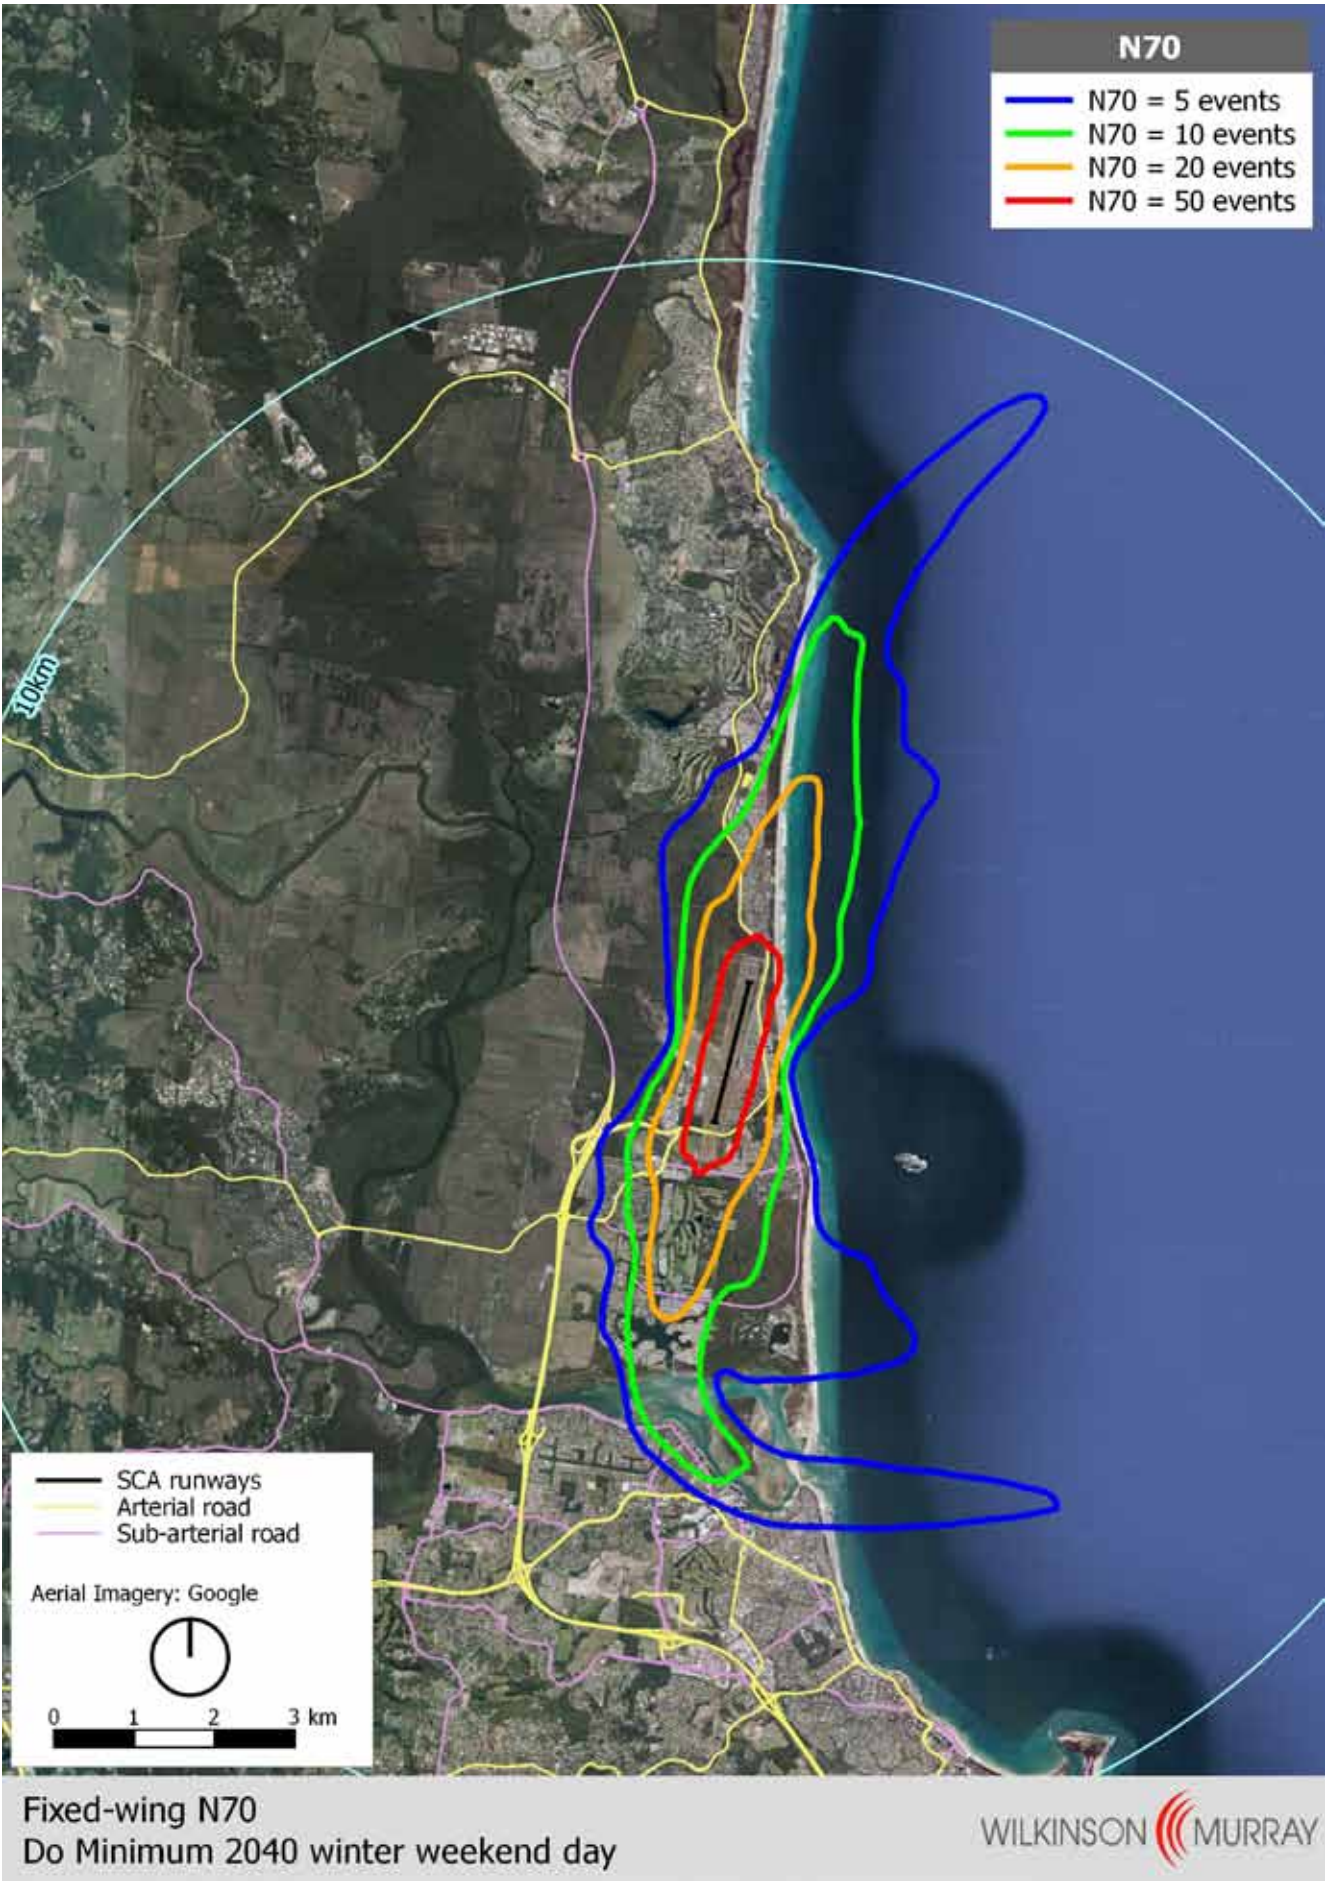 N70
N70 = 5 events
N70 = 10 events
N70 = 20 events
N70 = 50 events
10km
SCA runways
Arterial road
Sub-arterial road
Aerial Imagery: Google
0 1 2 3 km
Fixed-wing N70
Do Minimum 2040 winter weekend day
WILKINSON MURRAY